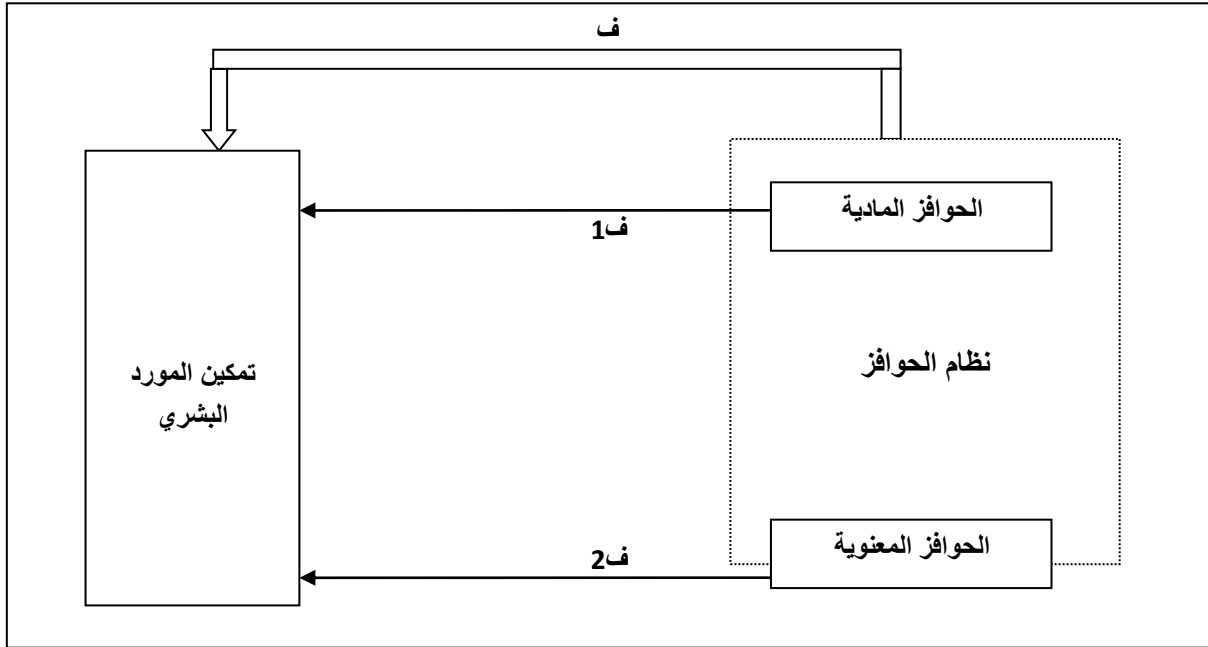 ف
الحوافز المادية
ف1
نظام الحوافز
تمكين المورد
البشري
الحوافز المعنوية
ف2